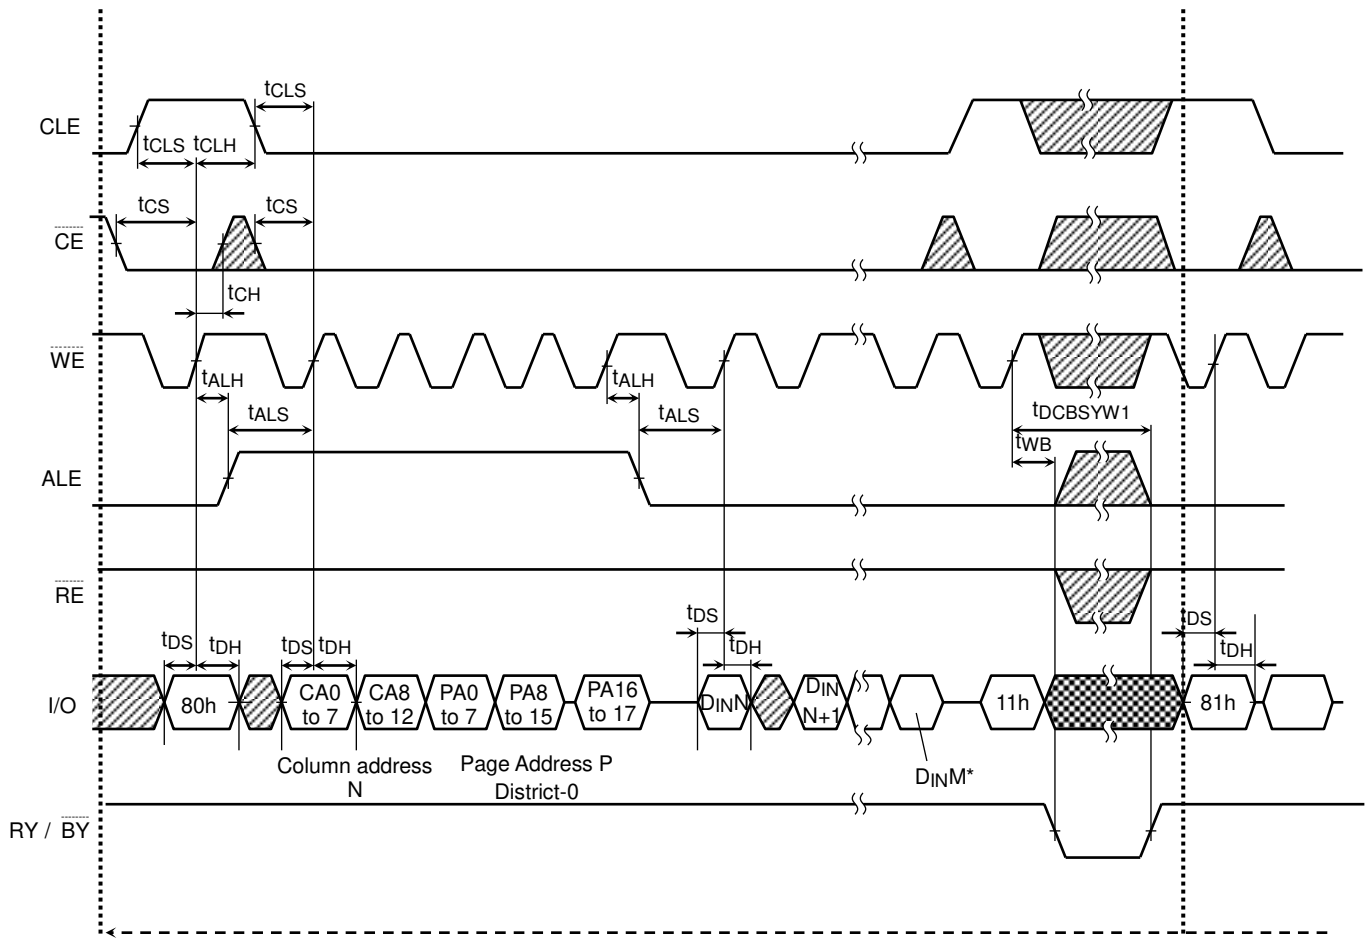 tCLS
CLE
tCLS tCLH
tCS tCS
CE
tCH
WE
tALH tALH
tALS tALS tDCBSYW1
tWB
ALE
RE
tDS tDS
tDS tDH tDS tDH tDH tDH
I/O
80h
CA0 to 7
CA8 to 12
PA0 to 7
PA8 to 15
PA16 to 17
DINN
DIN N+1
11h
81h
Column address N
Page Address P District-0
DINM*
RY / BY